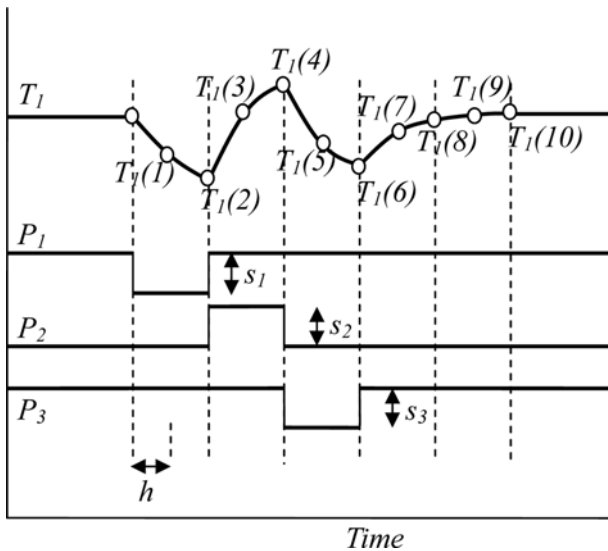 T₁
T₁(1)
T₁(2)
T₁(3)
T₁(4)
T₁(5)
T₁(6)
T₁(7)
T₁(8)
T₁(9)
T₁(10)
P₁
s₁
P₂
s₂
P₃
s₃
h
Time